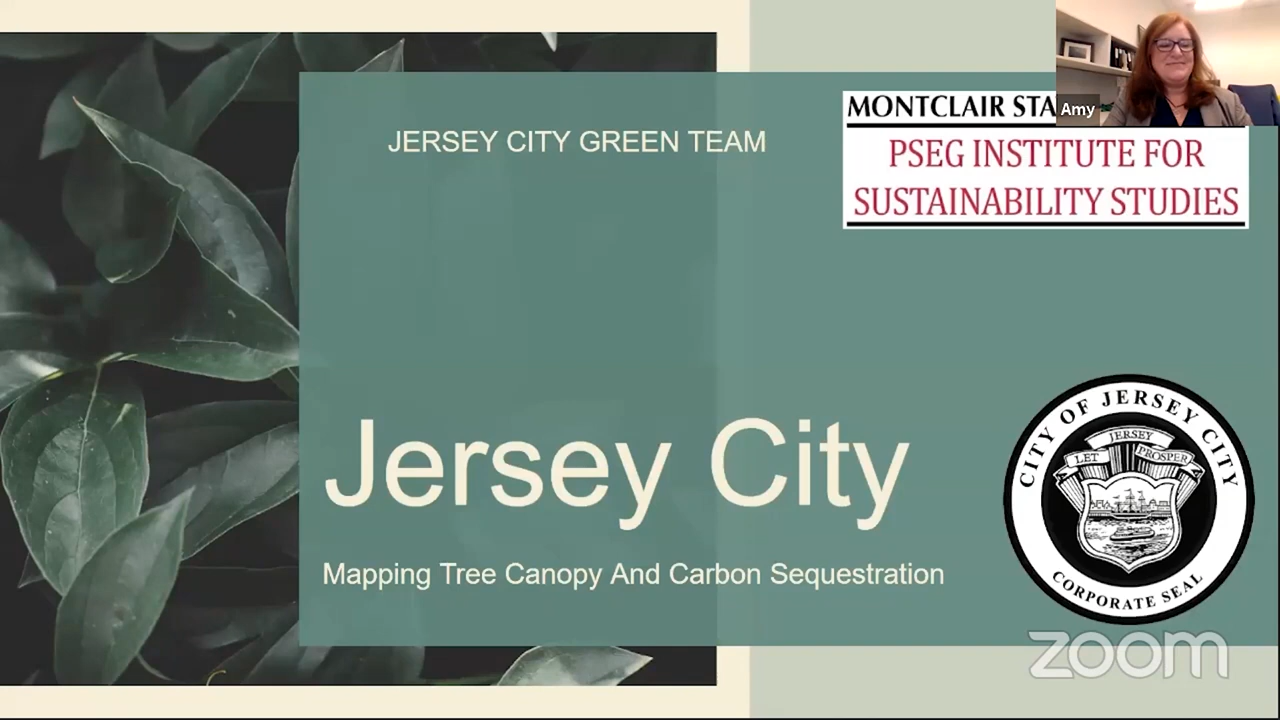 JERSEY CITY GREEN TEAM
MONTCLAIR STA
Amy
PSEG INSTITUTE FOR
SUSTAINABILITY STUDIES
Jersey City
Mapping Tree Canopy And Carbon Sequestration
CITY OF JERSEY CITY
JERSEY
LET PROSPER
CORPORATE SEAL
zoom